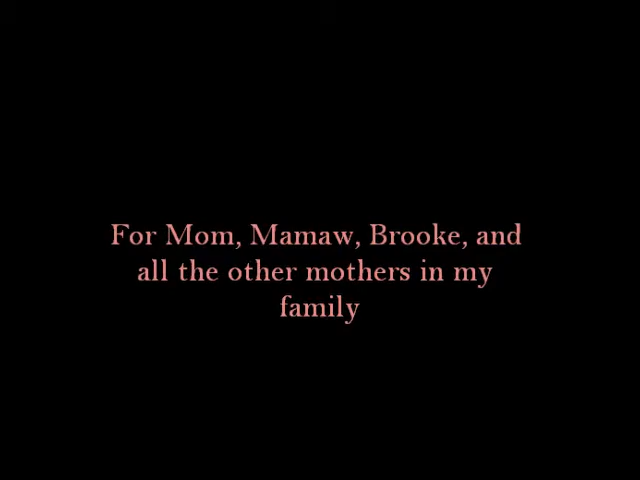 For Mom, Mamaw, Brooke, and
all the other mothers in my
family